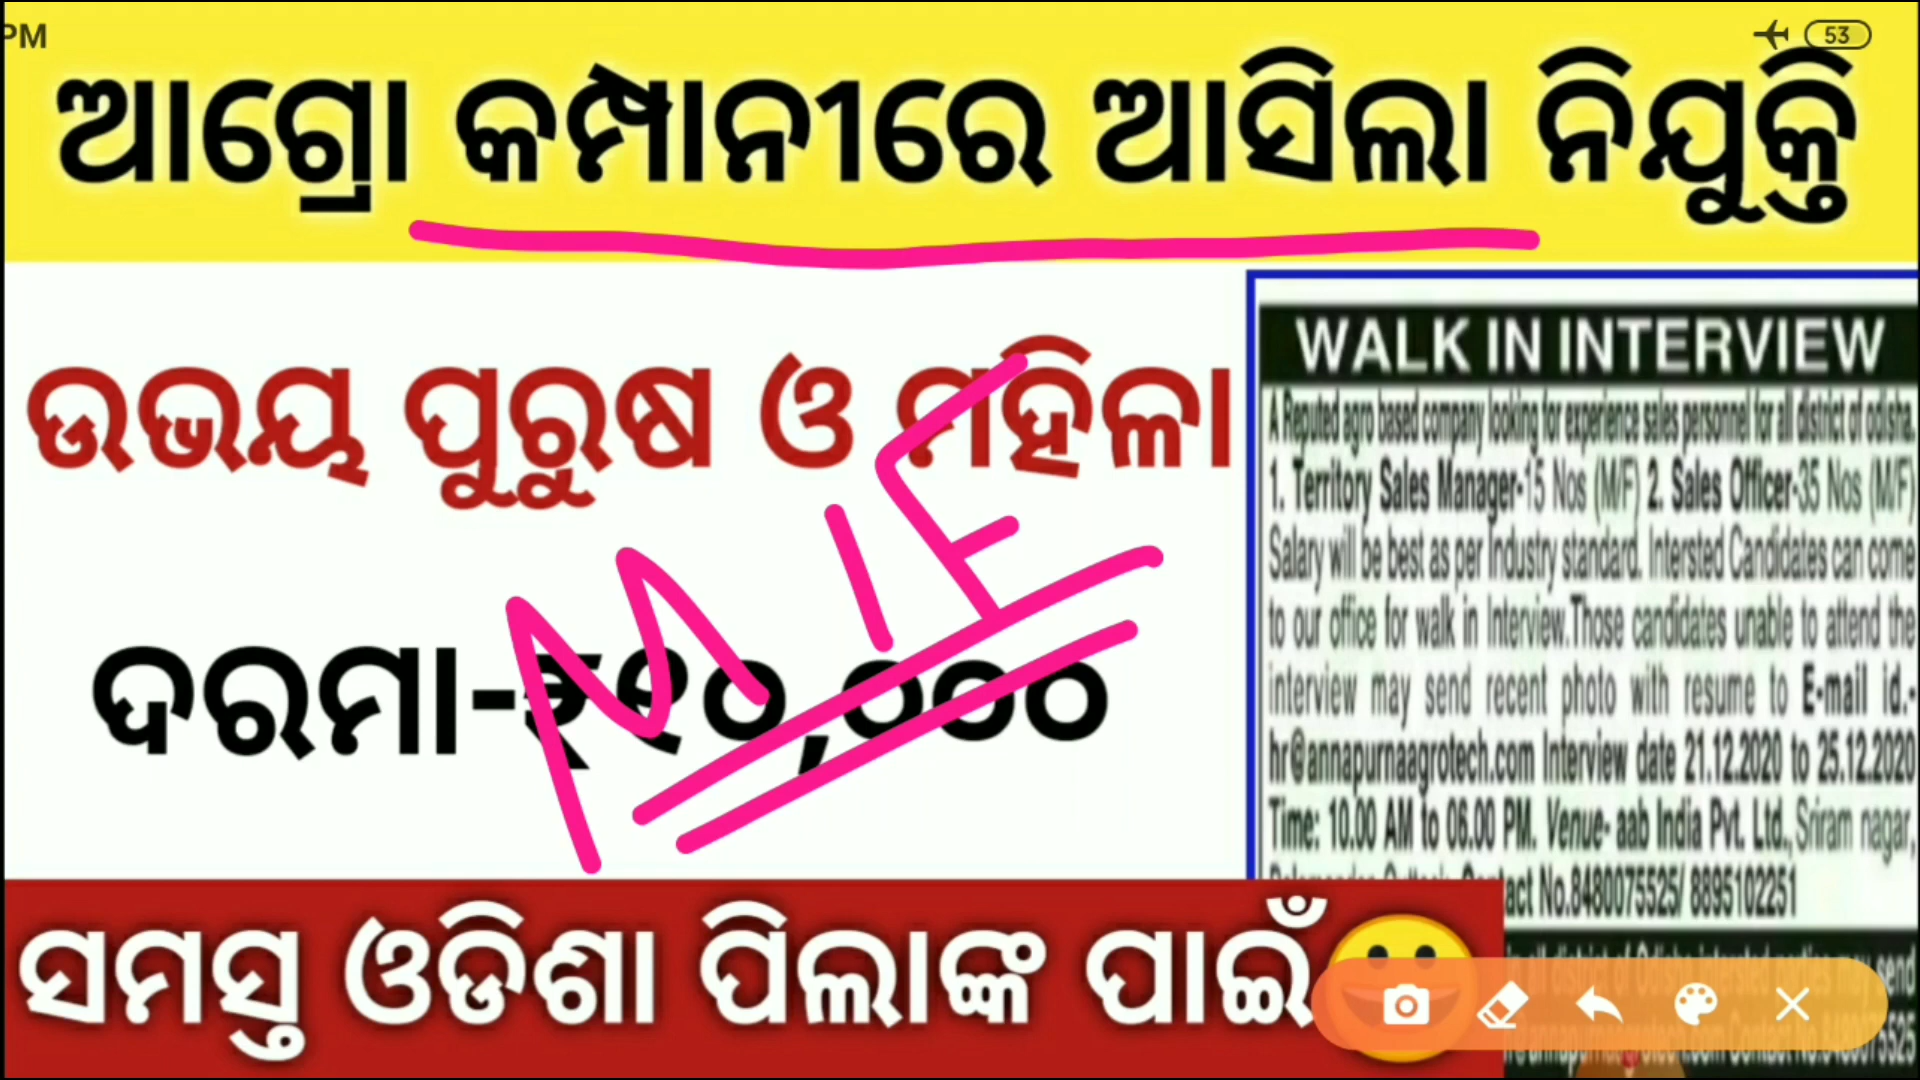 PM
53
ଆଗ୍ରୋ କମ୍ପାନୀରେ ଆସିଲା ନିଯୁକ୍ତି
ଉଭୟ ପୁରୁଷ ଓ ମହିଳା
M/F
ଦରମା-₹୧୦,୦୦୦
ସମସ୍ତ ଓଡିଶା ପିଲାଙ୍କ ପାଇଁ
WALK IN INTERVIEW
A Reputed agro based company looking for experience sales personnel for all district of odisha.
1. Territory Sales Manager-15 Nos (M/F) 2. Sales Officer-35 Nos (M/F)
Salary will be best as per Industry standard. Intersted Candidates can come
to our office for walk in Interview.Those candidates unable to attend the
interview may send recent photo with resume to E-mail id.-
hr@annapurnaagrotech.com Interview date 21.12.2020 to 25.12.2020
Time: 10.00 AM to 06.00 PM. Venue- aab India Pvt. Ltd., Sriram nagar,
act No.8480075525/ 8895102251